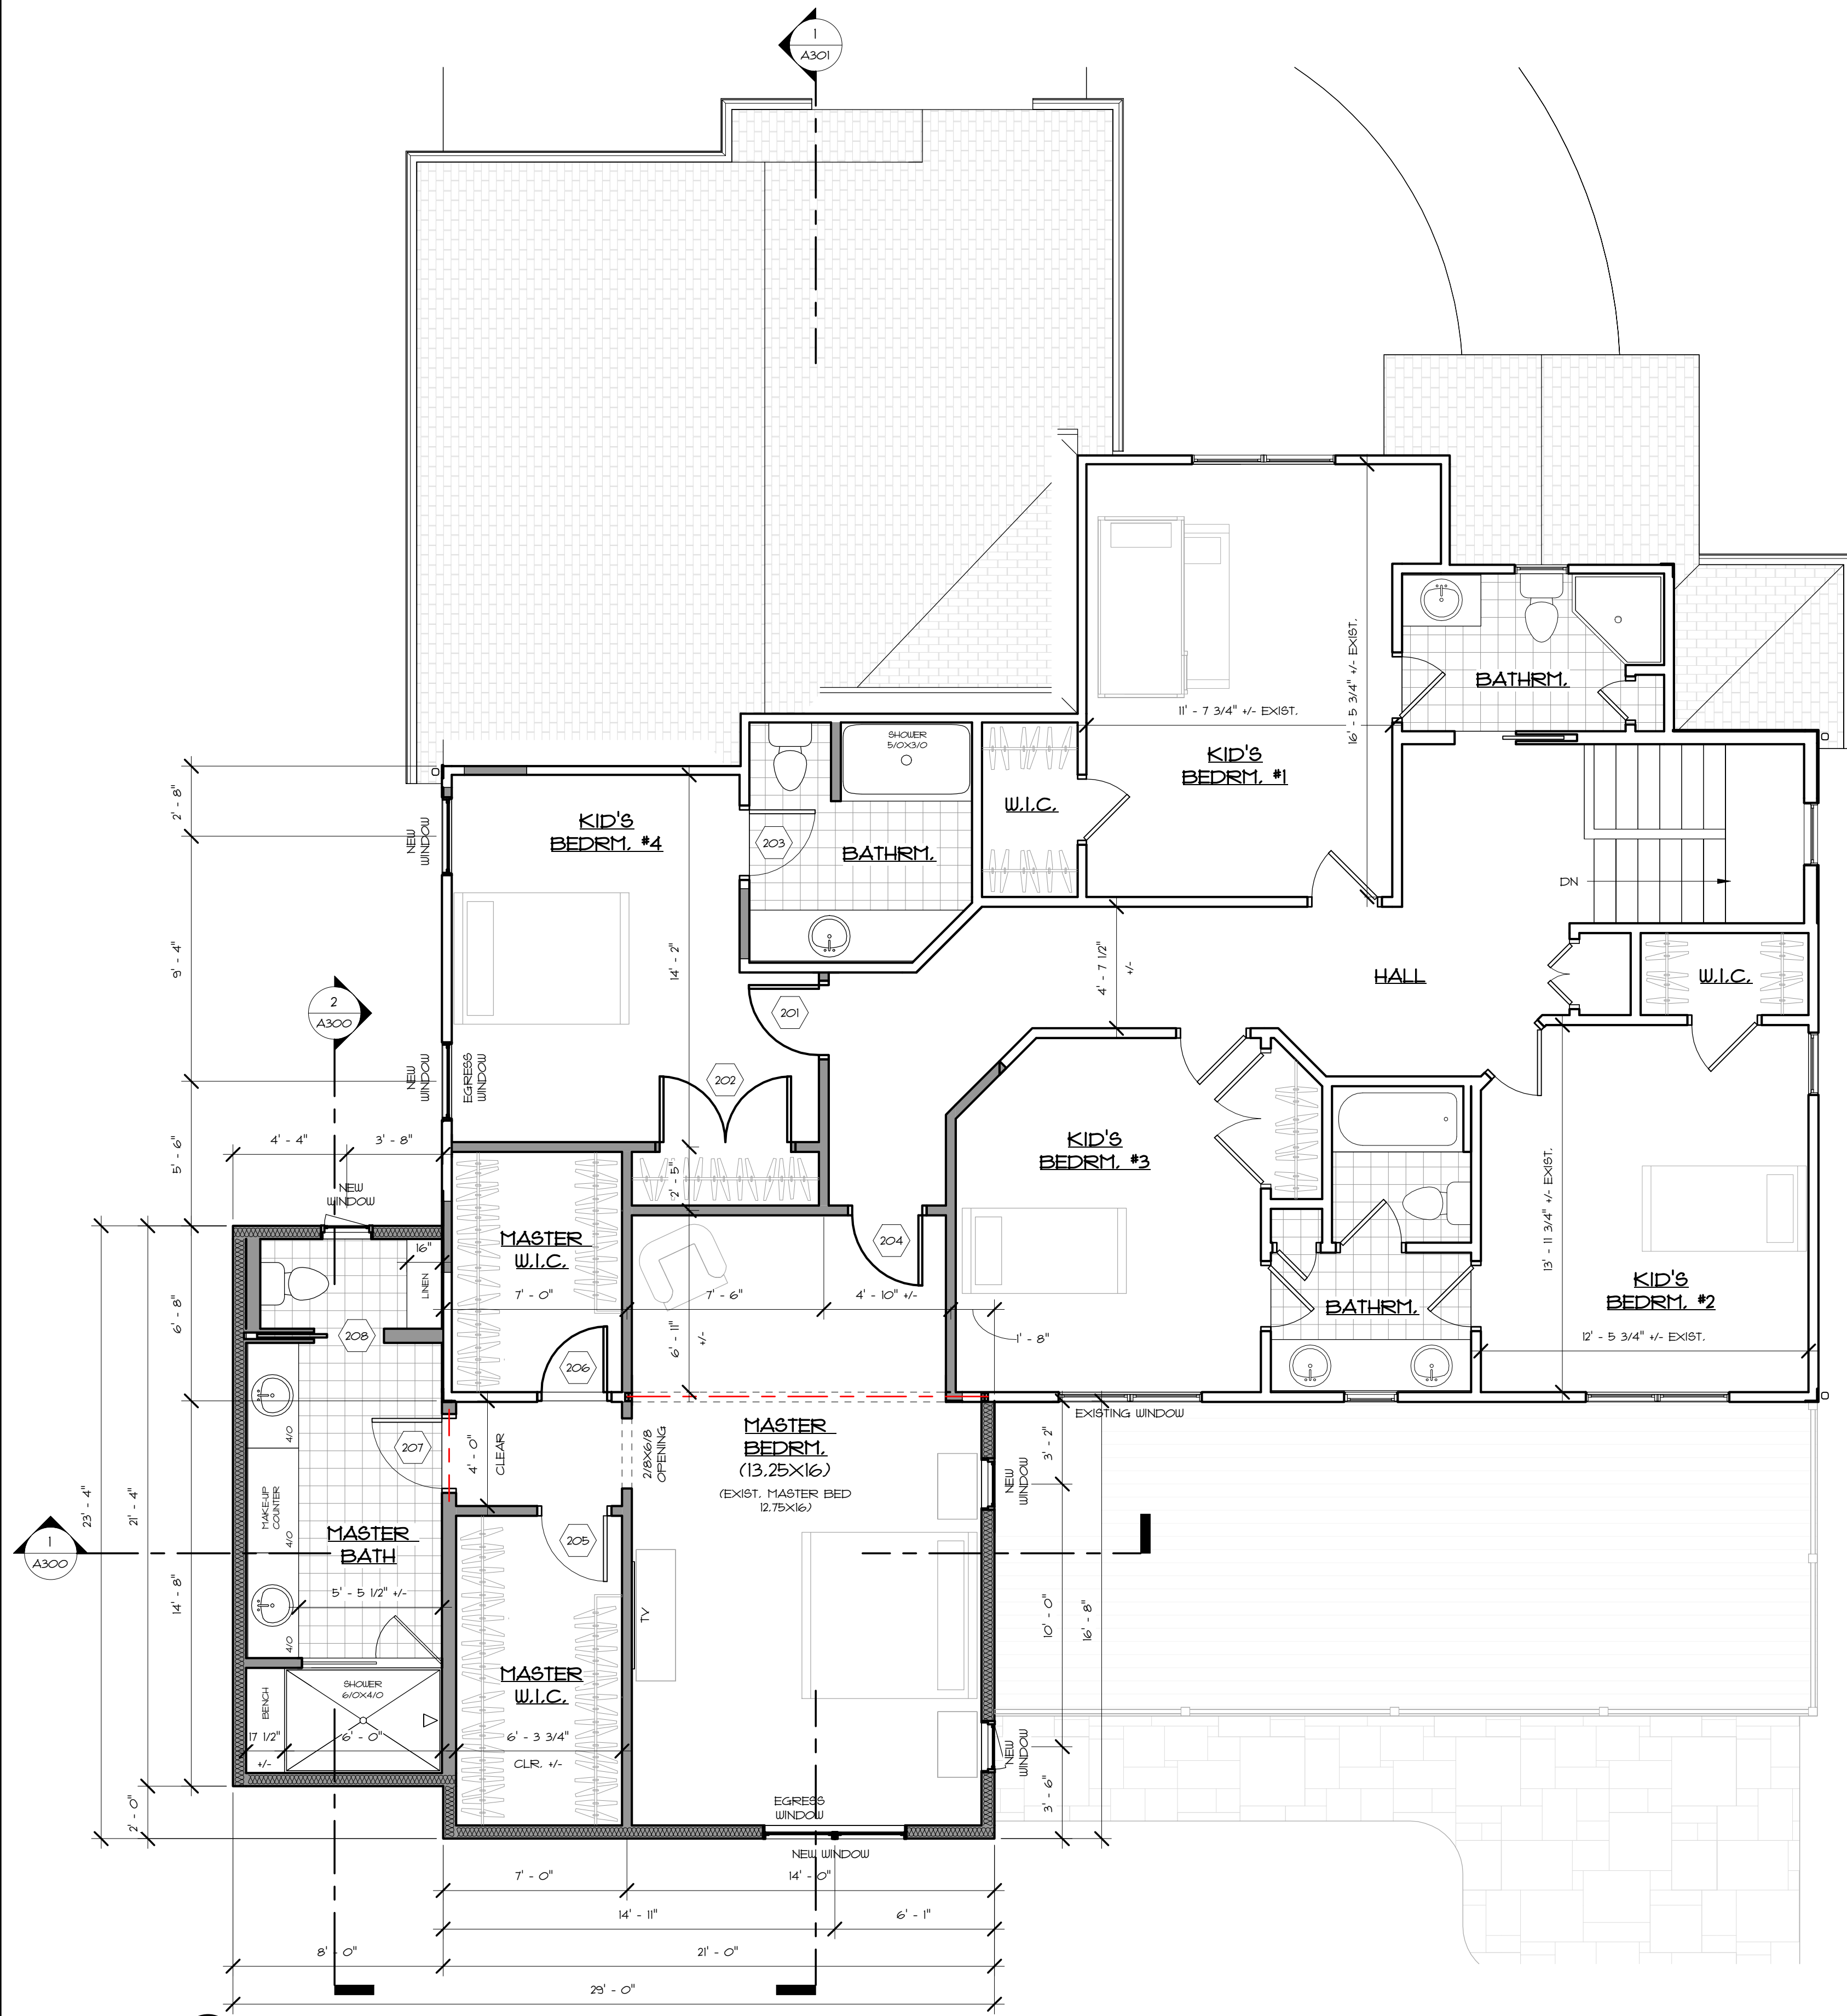 1
A301
SHOWER
5/0X3/0
11' - 7 3/4" +/- EXIST.
16' - 5 3/4" +/- EXIST.
KID'S
BEDRM. #1
BATHRM.
W.I.C.
2' - 8"
NEW
WINDOW
KID'S
BEDRM. #4
203
BATHRM.
DN
9' - 4"
14' - 2"
4' - 7 1/2"
+/-
HALL
W.I.C.
2
A300
201
NEW
WINDOW
EGRESS
WINDOW
202
5' - 6"
4' - 4"
3' - 8"
NEW
WINDOW
2' - 5"
KID'S
BEDRM. #3
13' - 11 3/4" +/- EXIST.
MASTER
W.I.C.
204
16"
LINEN
7' - 0"
7' - 6"
4' - 10" +/-
6' - 8"
208
6' - 11"
+/-
1' - 8"
BATHRM.
KID'S
BEDRM. #2
12' - 5 3/4" +/- EXIST.
206
EXISTING WINDOW
4/0
207
4' - 0"
CLEAR
2/8X6/8
OPENING
MASTER
BEDRM.
(13.25X16)
(EXIST. MASTER BED
12.75X16)
3' - 2"
NEW
WINDOW
23' - 4"
21' - 4"
MAKE-UP
COUNTER
4/0
1
A300
MASTER
BATH
205
5' - 5 1/2" +/-
14' - 8"
TV
10' - 0"
16' - 8"
4/0
BENCH
SHOWER
6/0X4/0
MASTER
W.I.C.
17 1/2"
+/-
6' - 0"
6' - 3 3/4"
CLR. +/-
NEW
WINDOW
2' - 0"
EGRESS
WINDOW
3' - 6"
NEW WINDOW
7' - 0"
14' - 0"
14' - 11"
6' - 1"
8' - 0"
21' - 0"
29' - 0"